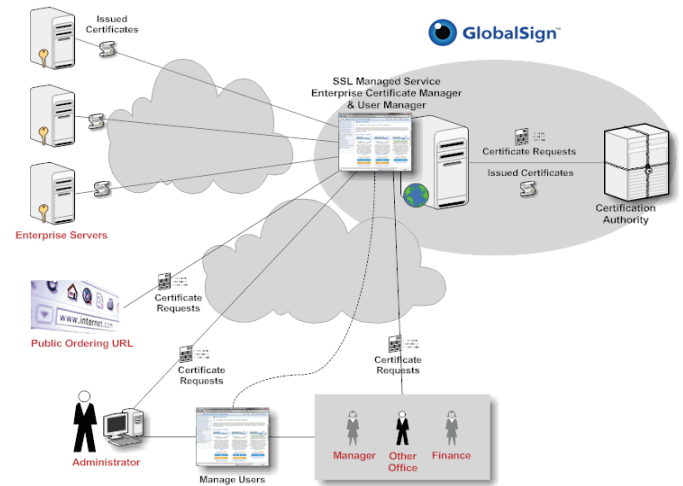 Issued
Certificates
GlobalSign™
SSL Managed Service
Enterprise Certificate Manager
& User Manager
Certificate Requests
Issued Certificates
Certification
Authority
Enterprise Servers
www.internet.com
Public Ordering URL
Certificate
Requests
Certificate
Requests
Certificate
Requests
Administrator
Manage Users
Manager
Other
Office
Finance